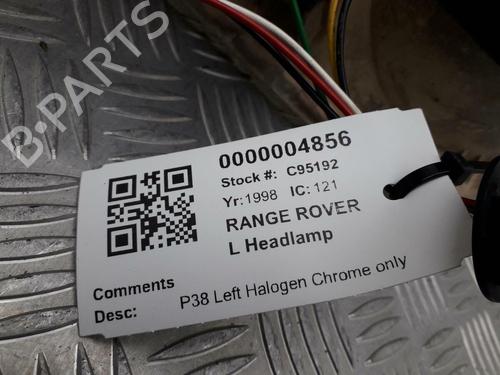 B-PARTS
0000004856
Stock #: C95192
Yr:1998 IC: 121
RANGE ROVER
L Headlamp
Comments
Desc: P38 Left Halogen Chrome only